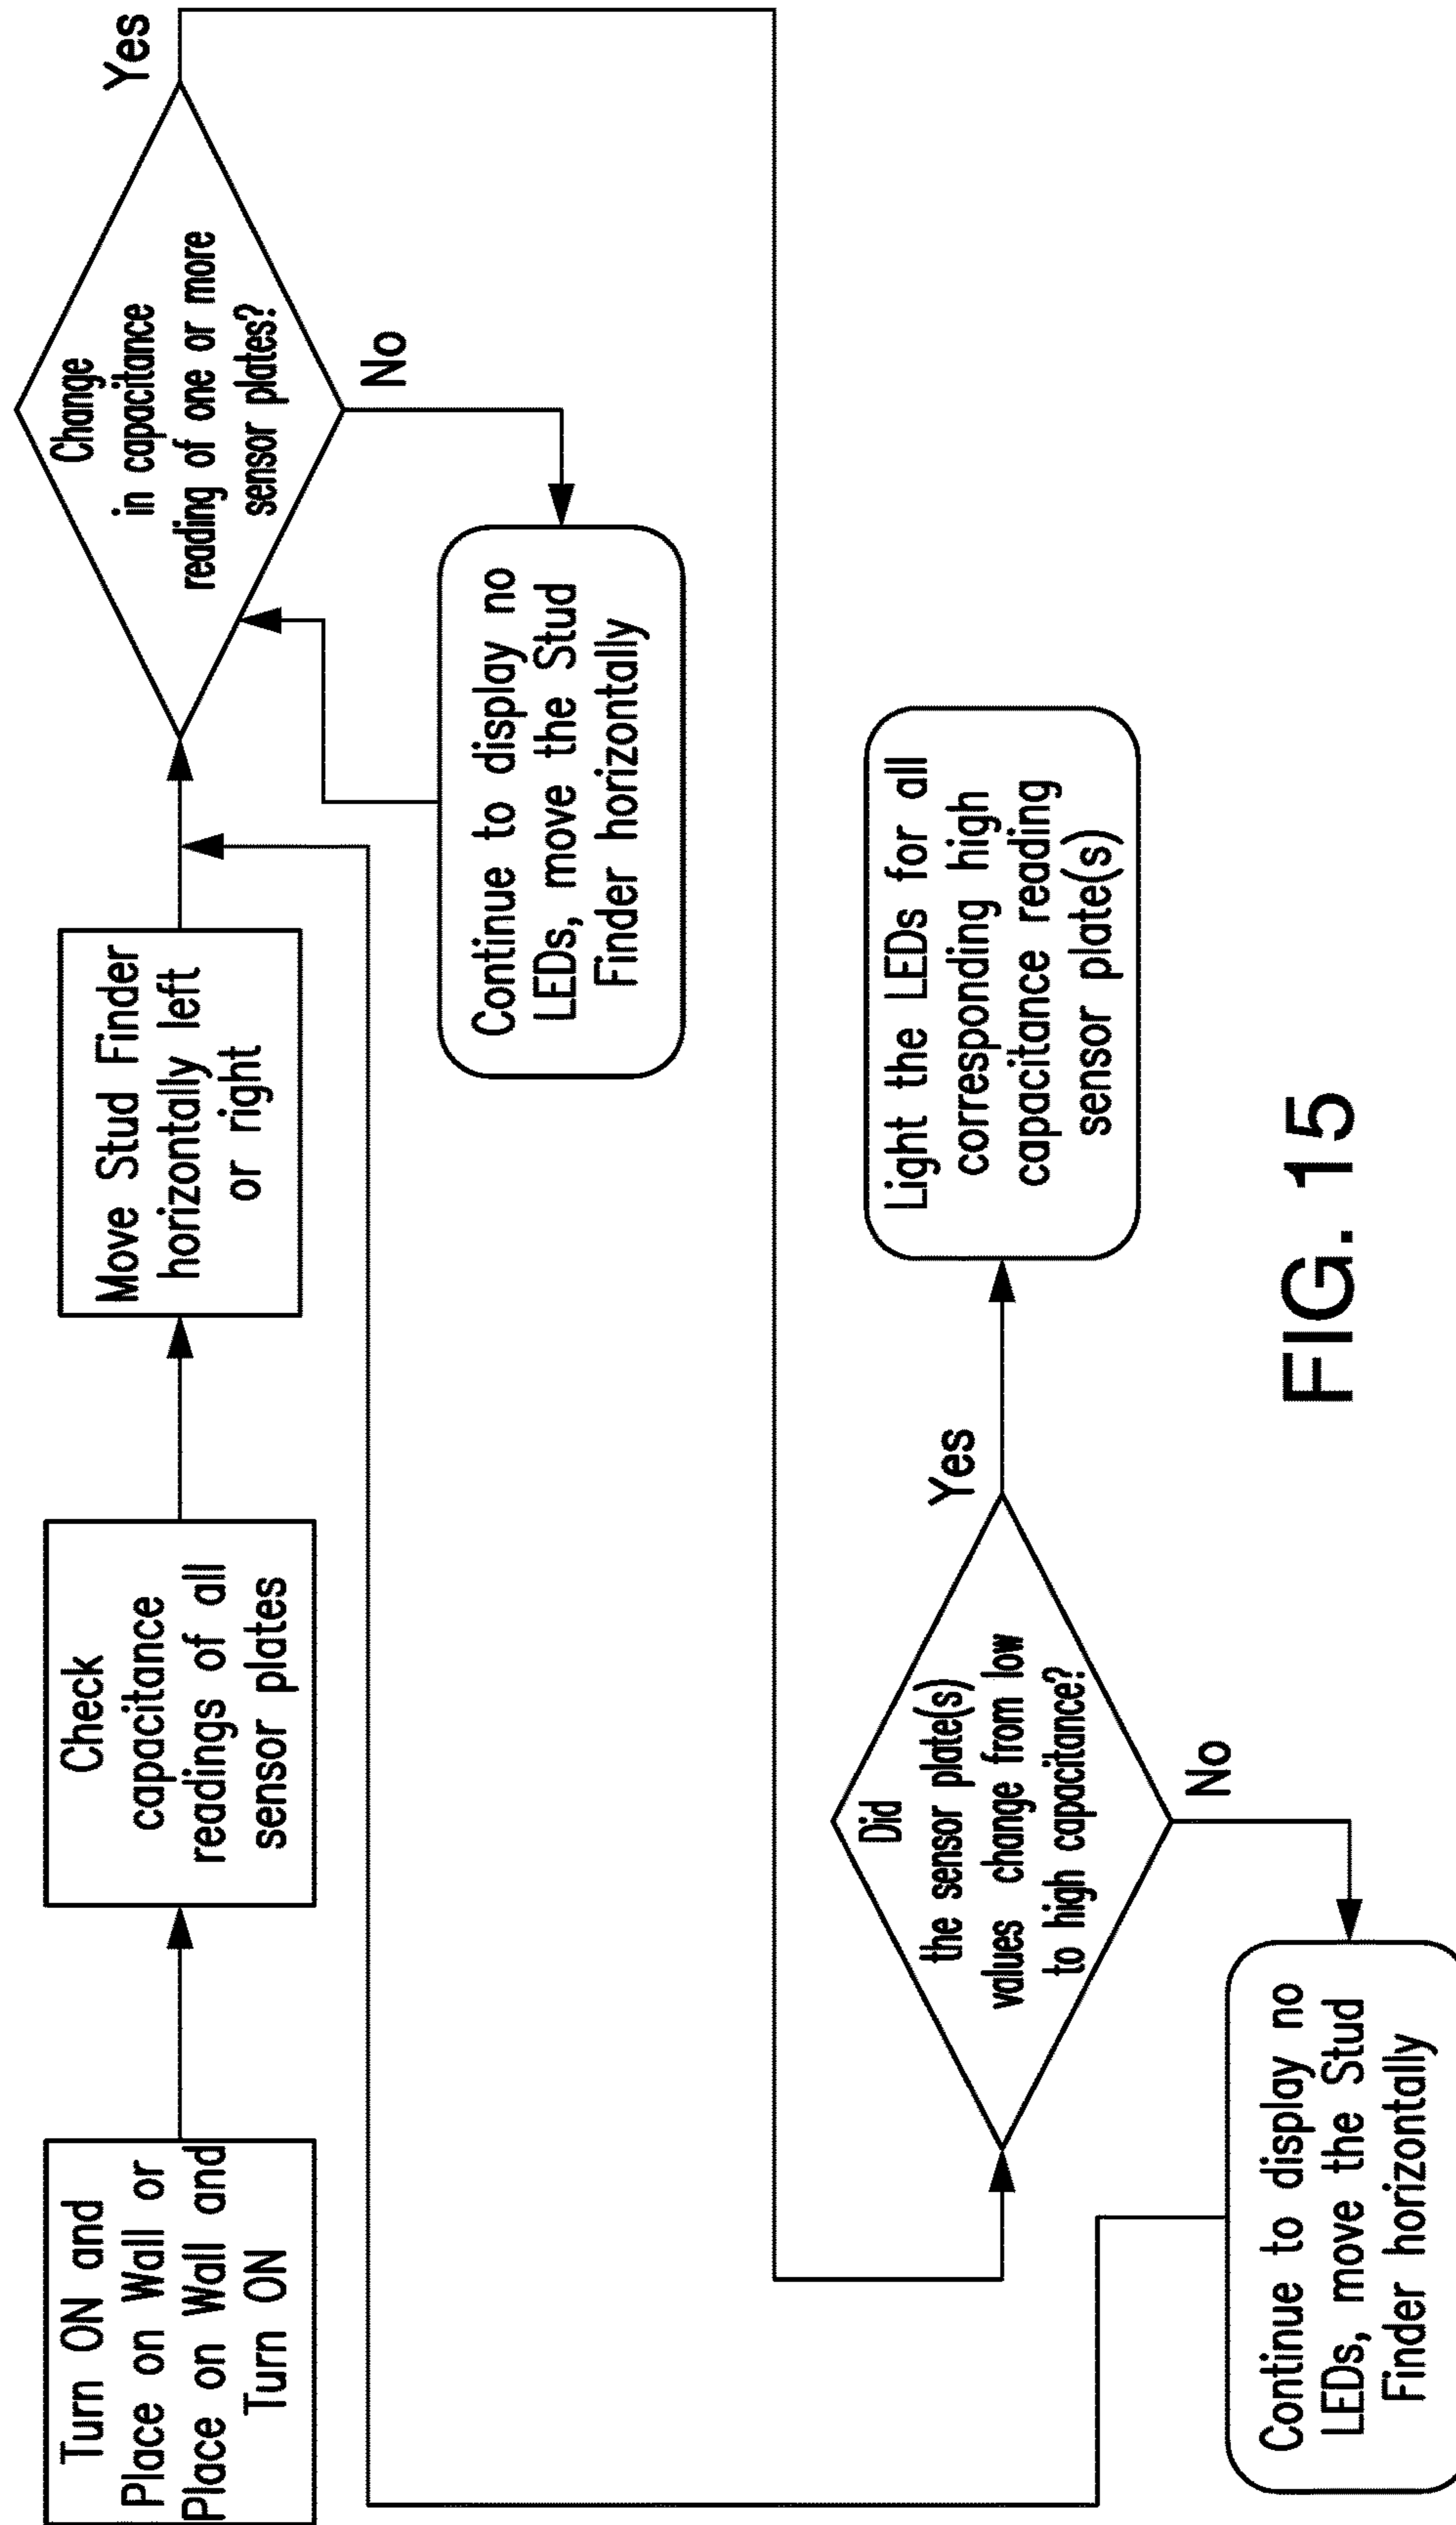 Turn ON and
Place on Wall or
Place on Wall and
Turn ON
Check
capacitance
readings of all
sensor plates
Move Stud Finder
horizontally left
or right
Change
in capacitance
reading of one or more
sensor plates?
Yes
No
Continue to display no
LEDs, move the Stud
Finder horizontally
Did
the sensor plate(s)
values change from low
to high capacitance?
Yes
No
Light the LEDs for all
corresponding high
capacitance reading
sensor plate(s)
Continue to display no
LEDs, move the Stud
Finder horizontally
FIG. 15